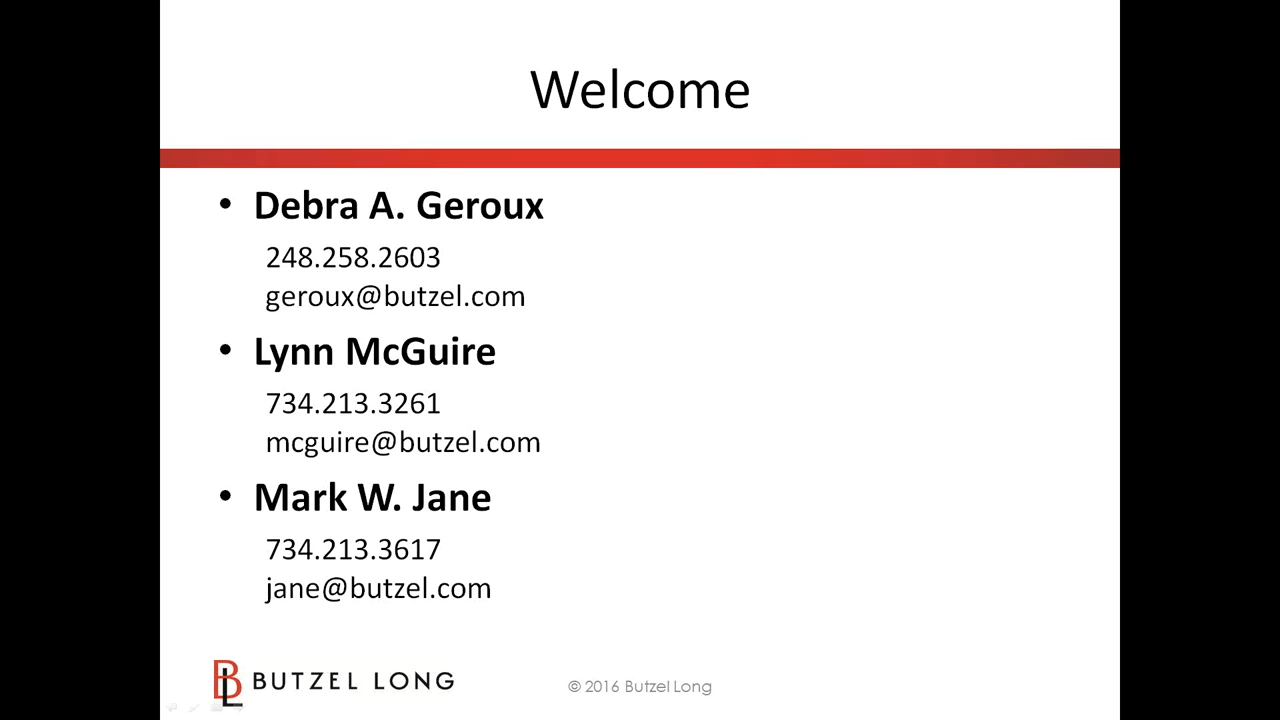 Welcome
• Debra A. Geroux
248.258.2603
geroux@butzel.com
• Lynn McGuire
734.213.3261
mcguire@butzel.com
• Mark W. Jane
734.213.3617
jane@butzel.com
BL BUTZEL LONG
© 2016 Butzel Long